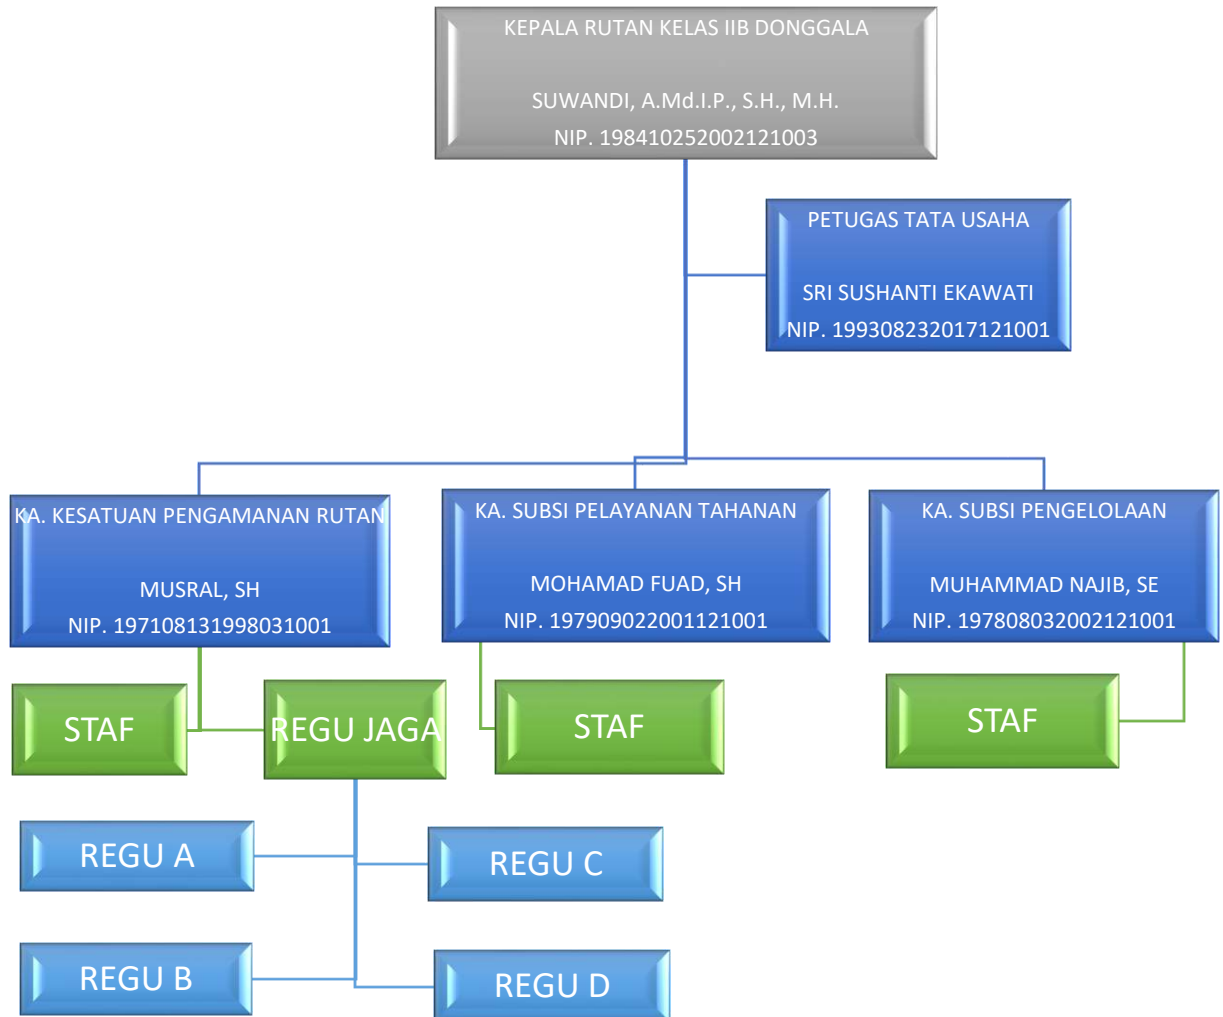 KEPALA RUTAN KELAS IIB DONGGALA
SUWANDI, A.Md.I.P., S.H., M.H.
NIP. 198410252002121003
PETUGAS TATA USAHA
SRI SUSHANTI EKAWATI
NIP. 199308232017121001
KA. KESATUAN PENGAMANAN RUTAN
MUSRAL, SH
NIP. 197108131998031001
KA. SUBSI PELAYANAN TAHANAN
MOHAMAD FUAD, SH
NIP. 197909022001121001
KA. SUBSI PENGELOLAAN
MUHAMMAD NAJIB, SE
NIP. 197808032002121001
STAF
REGU JAGA
STAF
STAF
REGU A
REGU C
REGU B
REGU D